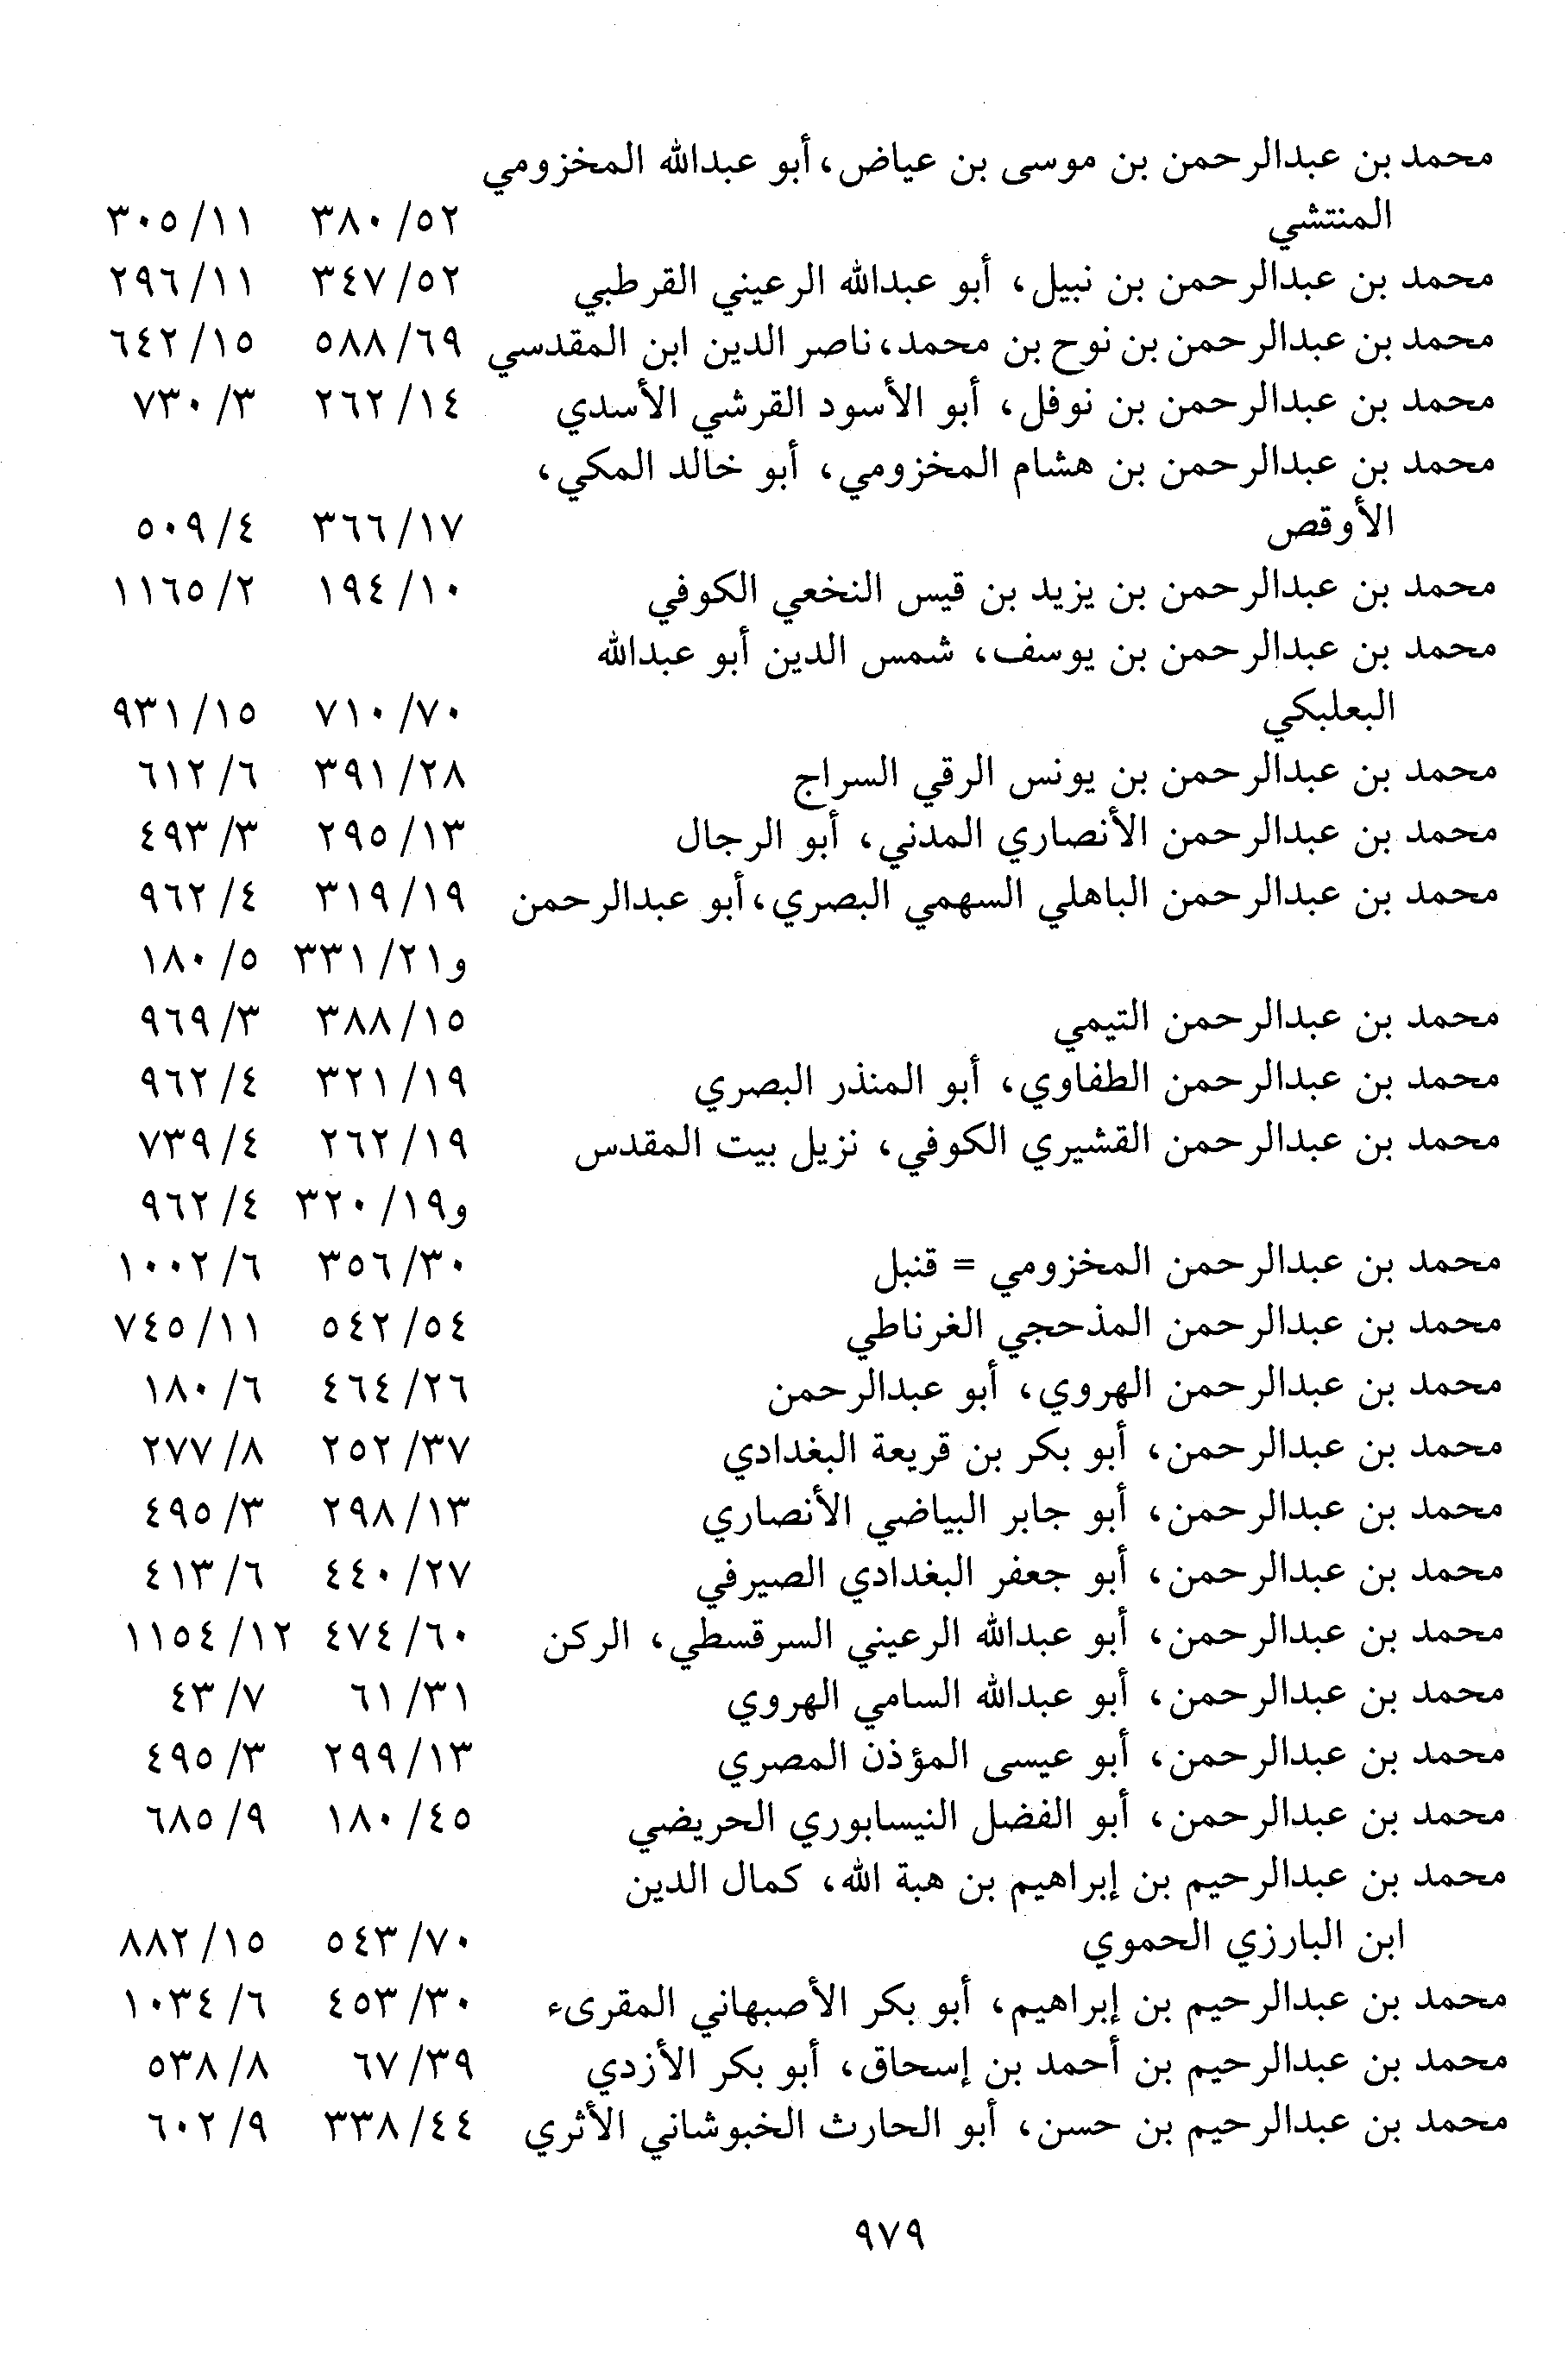 محمد بن عبدالرحمن بن موسى بن عياض، أبو عبدالله المخزومي
المنتشي ٥٢/ ٣٨٠ ١١/ ٣٠٥
محمد بن عبدالرحمن بن نبيل، أبو عبدالله الرعيني القرطبي ٥٢/ ٣٤٧ ١١/ ٢٩٦
محمد بن عبدالرحمن بن نوح بن محمد، ناصر الدين ابن المقدسي ٦٩/ ٥٨٨ ١٥/ ٦٤٢
محمد بن عبدالرحمن بن نوفل، أبو الأسود القرشي الأسدي ١٤/ ٢٦٢ ٣/ ٧٣٠
محمد بن عبدالرحمن بن هشام المخزومي، أبو خالد المكي،
الأوقص ١٧/ ٣٦٦ ٤/ ٥٠٩
محمد بن عبدالرحمن بن يزيد بن قيس النخعي الكوفي ١٠/ ١٩٤ ٢/ ١١٦٥
محمد بن عبدالرحمن بن يوسف، شمس الدين أبو عبدالله
البعلبكي ٧٠/ ٧١٠ ١٥/ ٩٣١
محمد بن عبدالرحمن بن يونس الرقي السراج ٢٨/ ٣٩١ ٦/ ٦١٢
محمد بن عبدالرحمن الأنصاري المدني، أبو الرجال ١٣/ ٢٩٥ ٣/ ٤٩٣
محمد بن عبدالرحمن الباهلي السهمي البصري، أبو عبدالرحمن ١٩/ ٣١٩ ٤/ ٩٦٢
و٢١/ ٣٣١ ٥/ ١٨٠
محمد بن عبدالرحمن التيمي ١٥/ ٣٨٨ ٣/ ٩٦٩
محمد بن عبدالرحمن الطفاوي، أبو المنذر البصري ١٩/ ٣٢١ ٤/ ٩٦٢
محمد بن عبدالرحمن القشيري الكوفي، نزيل بيت المقدس ١٩/ ٢٦٢ ٤/ ٧٣٩
و١٩/ ٣٢٠ ٤/ ٩٦٢
محمد بن عبدالرحمن المخزومي = قنبل ٣٠/ ٣٥٦ ٦/ ١٠٠٢
محمد بن عبدالرحمن المذحجي الغرناطي ٥٤/ ٥٤٢ ١١/ ٧٤٥
محمد بن عبدالرحمن الهروي، أبو عبدالرحمن ٢٦/ ٤٦٤ ٦/ ١٨٠
محمد بن عبدالرحمن، أبو بكر بن قريعة البغدادي ٣٧/ ٢٥٢ ٨/ ٢٧٧
محمد بن عبدالرحمن، أبو جابر البياضي الأنصاري ١٣/ ٢٩٨ ٣/ ٤٩٥
محمد بن عبدالرحمن، أبو جعفر البغدادي الصيرفي ٢٧/ ٤٤٠ ٦/ ٤١٣
محمد بن عبدالرحمن، أبو عبدالله الرعيني السرقسطي، الركن ٦٠/ ٤٧٤ ١٢/ ١١٥٤
محمد بن عبدالرحمن، أبو عبدالله السامي الهروي ٣١/ ٦١ ٧/ ٤٣
محمد بن عبدالرحمن، أبو عيسى المؤذن المصري ١٣/ ٢٩٩ ٣/ ٤٩٥
محمد بن عبدالرحمن، أبو الفضل النيسابوري الحريضي ٤٥/ ١٨٠ ٩/ ٦٨٥
محمد بن عبدالرحيم بن إبراهيم بن هبة الله، كمال الدين
ابن البارزي الحموي ٧٠/ ٥٤٣ ١٥/ ٨٨٢
محمد بن عبدالرحيم بن إبراهيم، أبو بكر الأصبهاني المقرىء ٣٠/ ٤٥٣ ٦/ ١٠٣٤
محمد بن عبدالرحيم بن أحمد بن إسحاق، أبو بكر الأزدي ٣٩/ ٦٧ ٨/ ٥٣٨
محمد بن عبدالرحيم بن حسن، أبو الحارث الخبوشاني الأثري ٤٤/ ٣٣٨ ٩/ ٦٠٢
٩٧٩